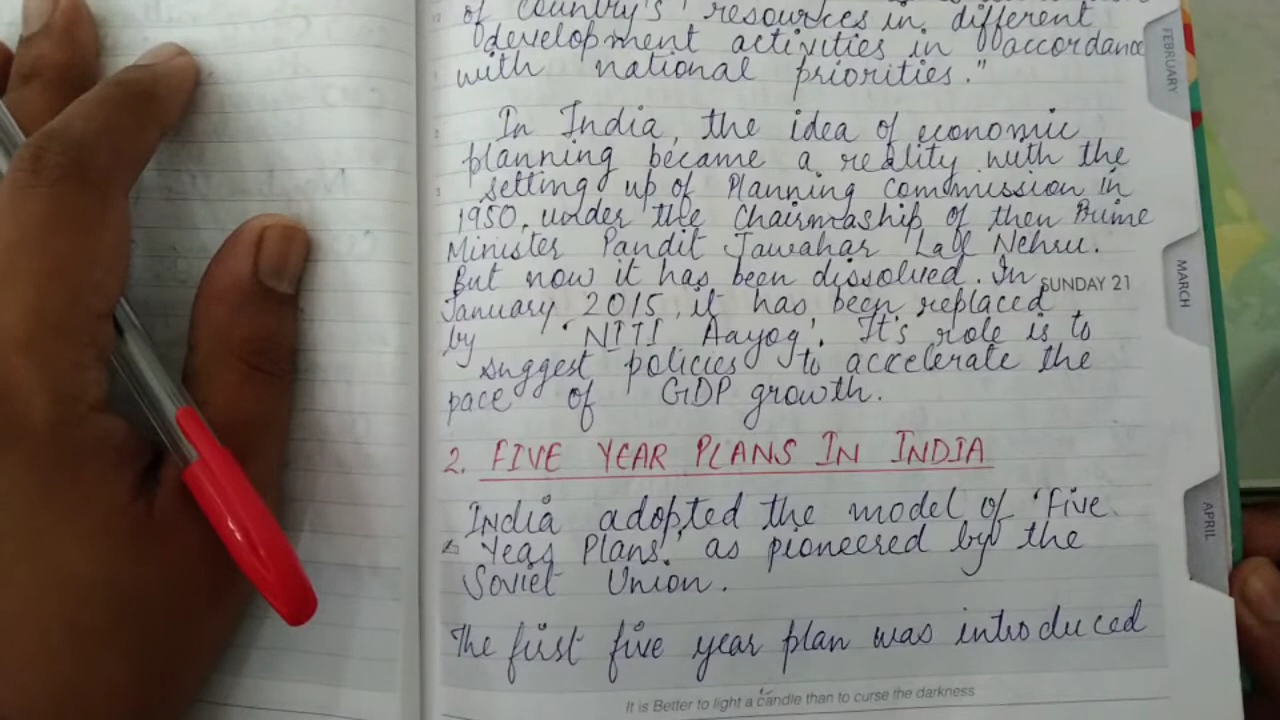 of country's resources in different
development activities in accordance
with national priorities."
In India, the idea of economic
planning became a reality with the
setting up of Planning Commission in
1950, under the Chairmaship of then Prime
Minister Pandit Jawahar Lal Nehru.
But now it has been dissolved. In
SUNDAY 21
January 2015, it has been replaced
by 'NITI Aayog'. It's role is to
suggest policies to accelerate the
pace of GDP growth.
2. FIVE YEAR PLANS IN INDIA
India adopted the model of 'Five
Year Plans' as pioneered by the
Soviet Union.
The first five year plan was introduced
It is Better to light a candle than to curse the darkness
FEBRUARY
MARCH
APRIL